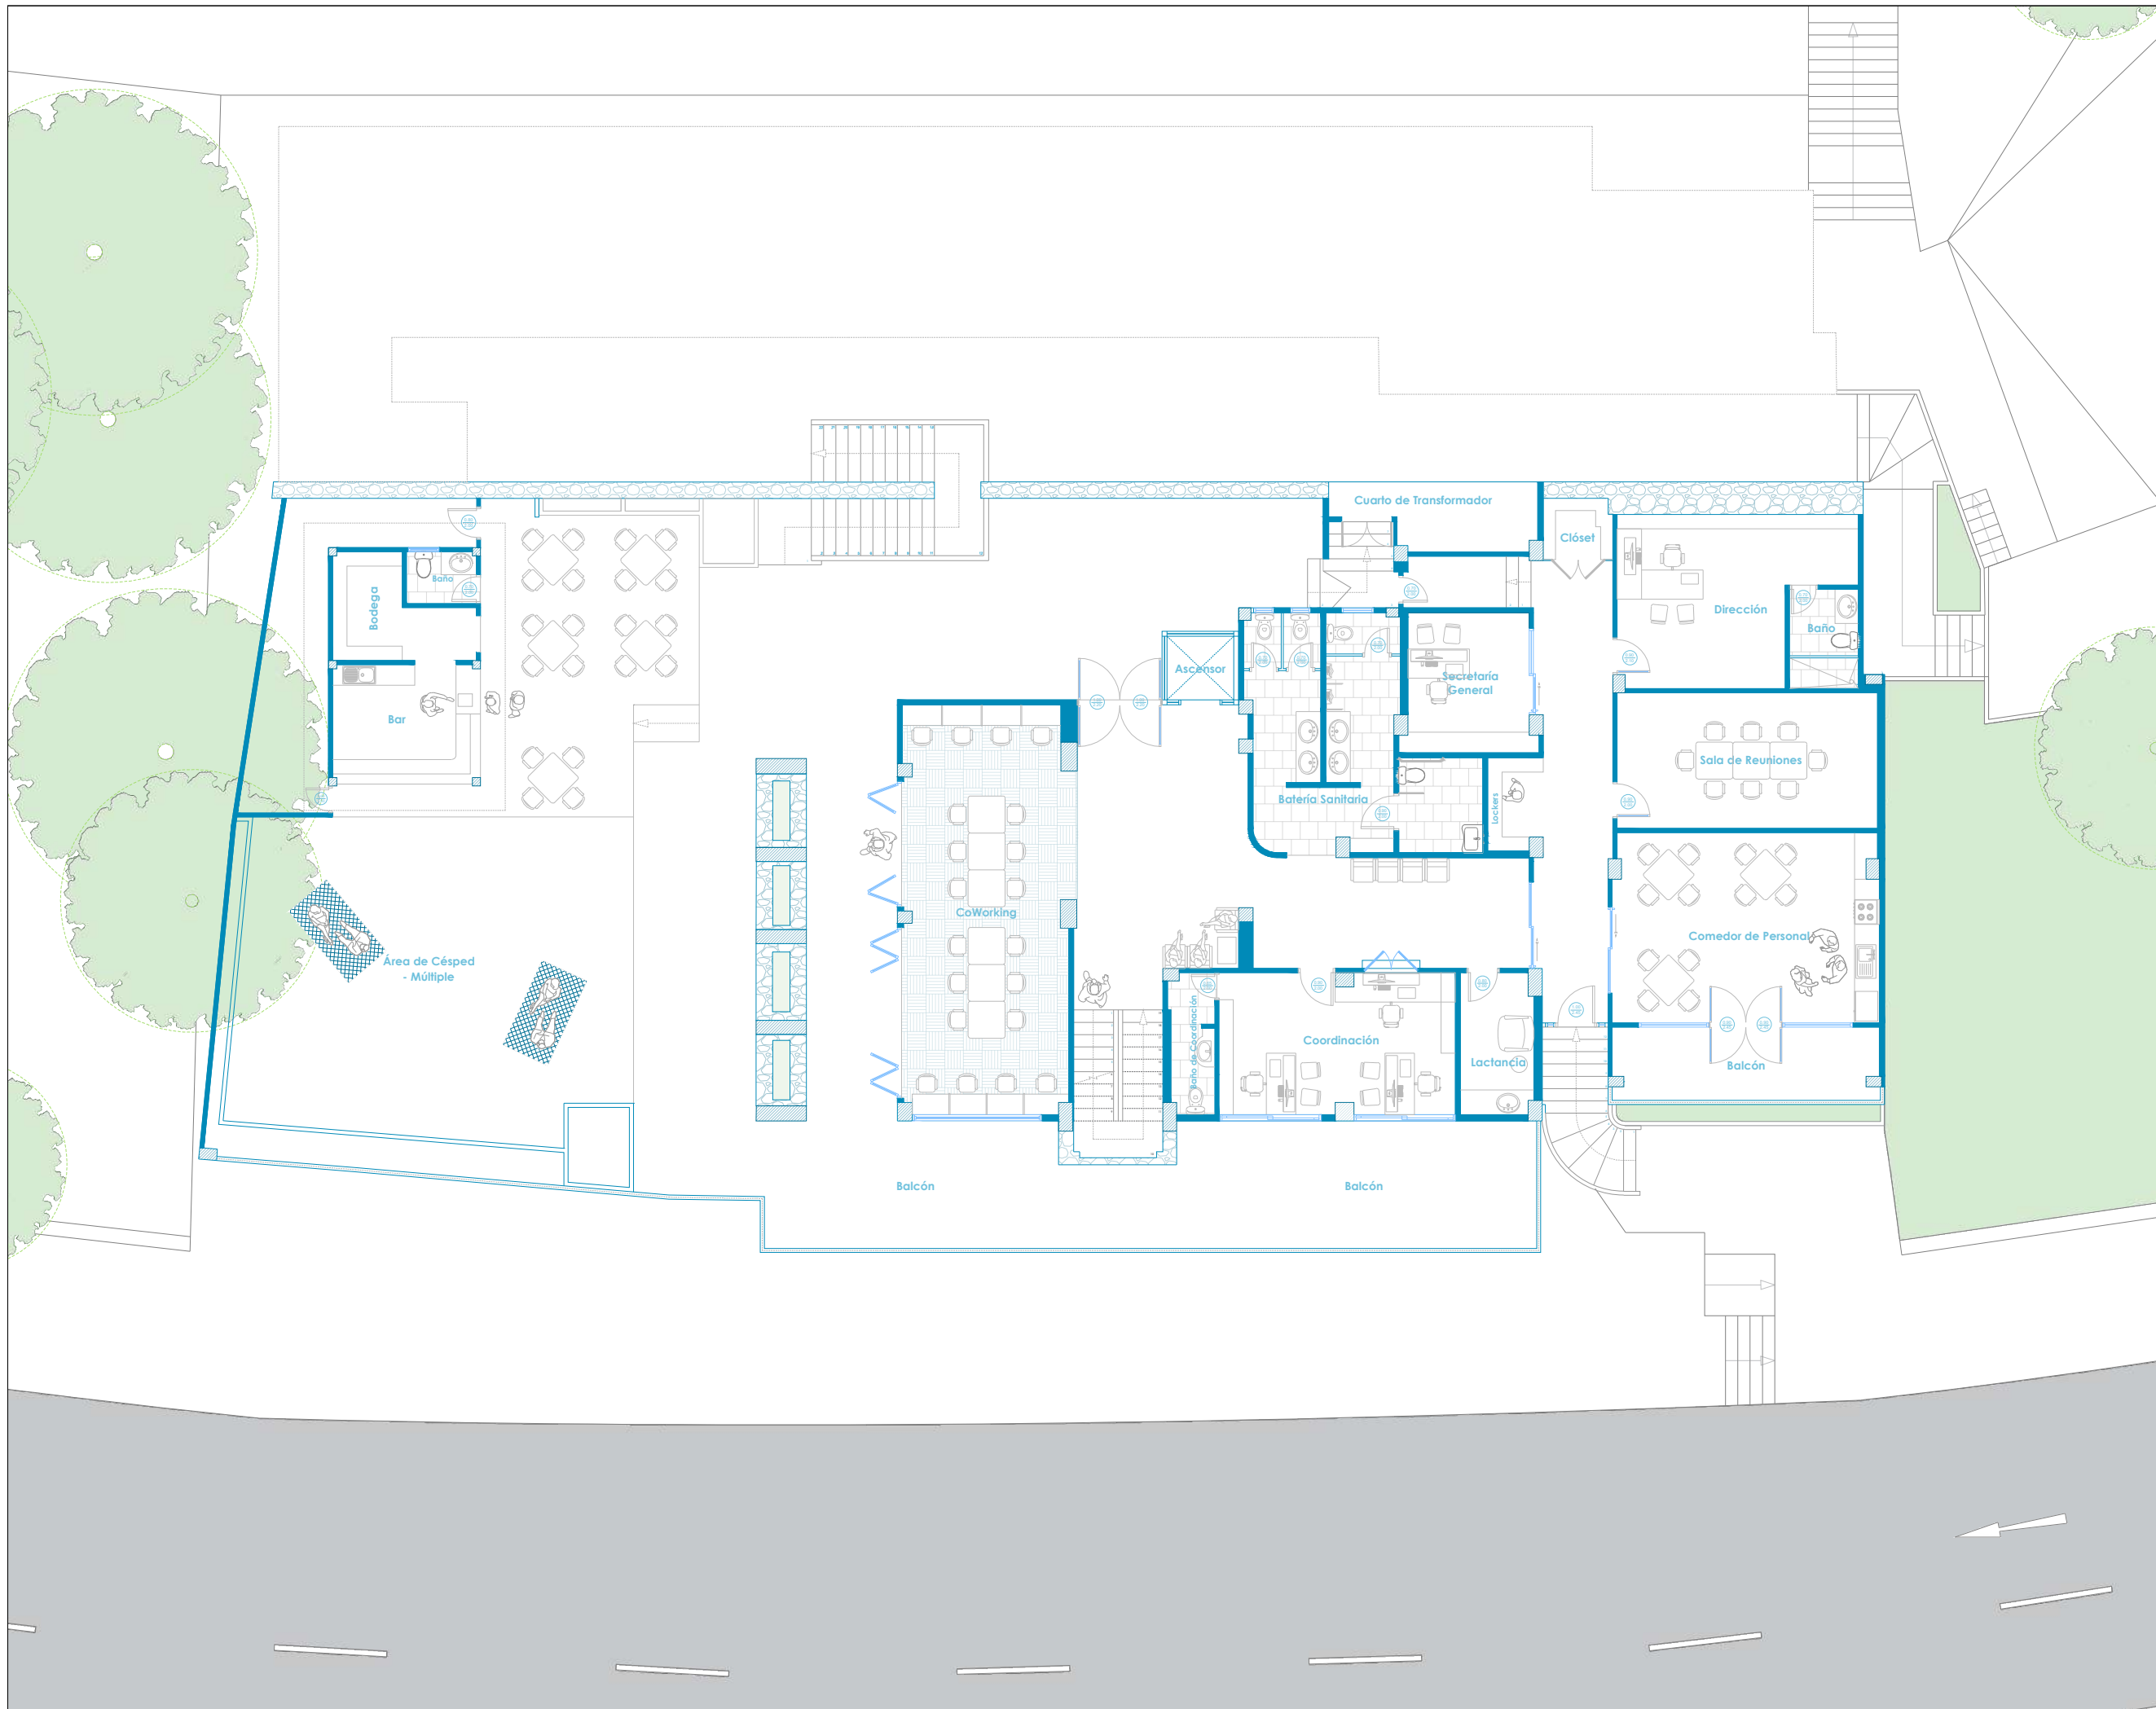 Cuarto de Transformador
Clóset
Baña
Bodega
Dirección
Baño
Ascensor
Secretaría
General
Bar
Sala de Reuniones
Batería Sanitaria
Lockers
CoWorking
Comedor de Personal
Área de Césped
- Múltiple
Baño de Coordinación
Coordinación
Lactancia
Balcón
Balcón
Balcón